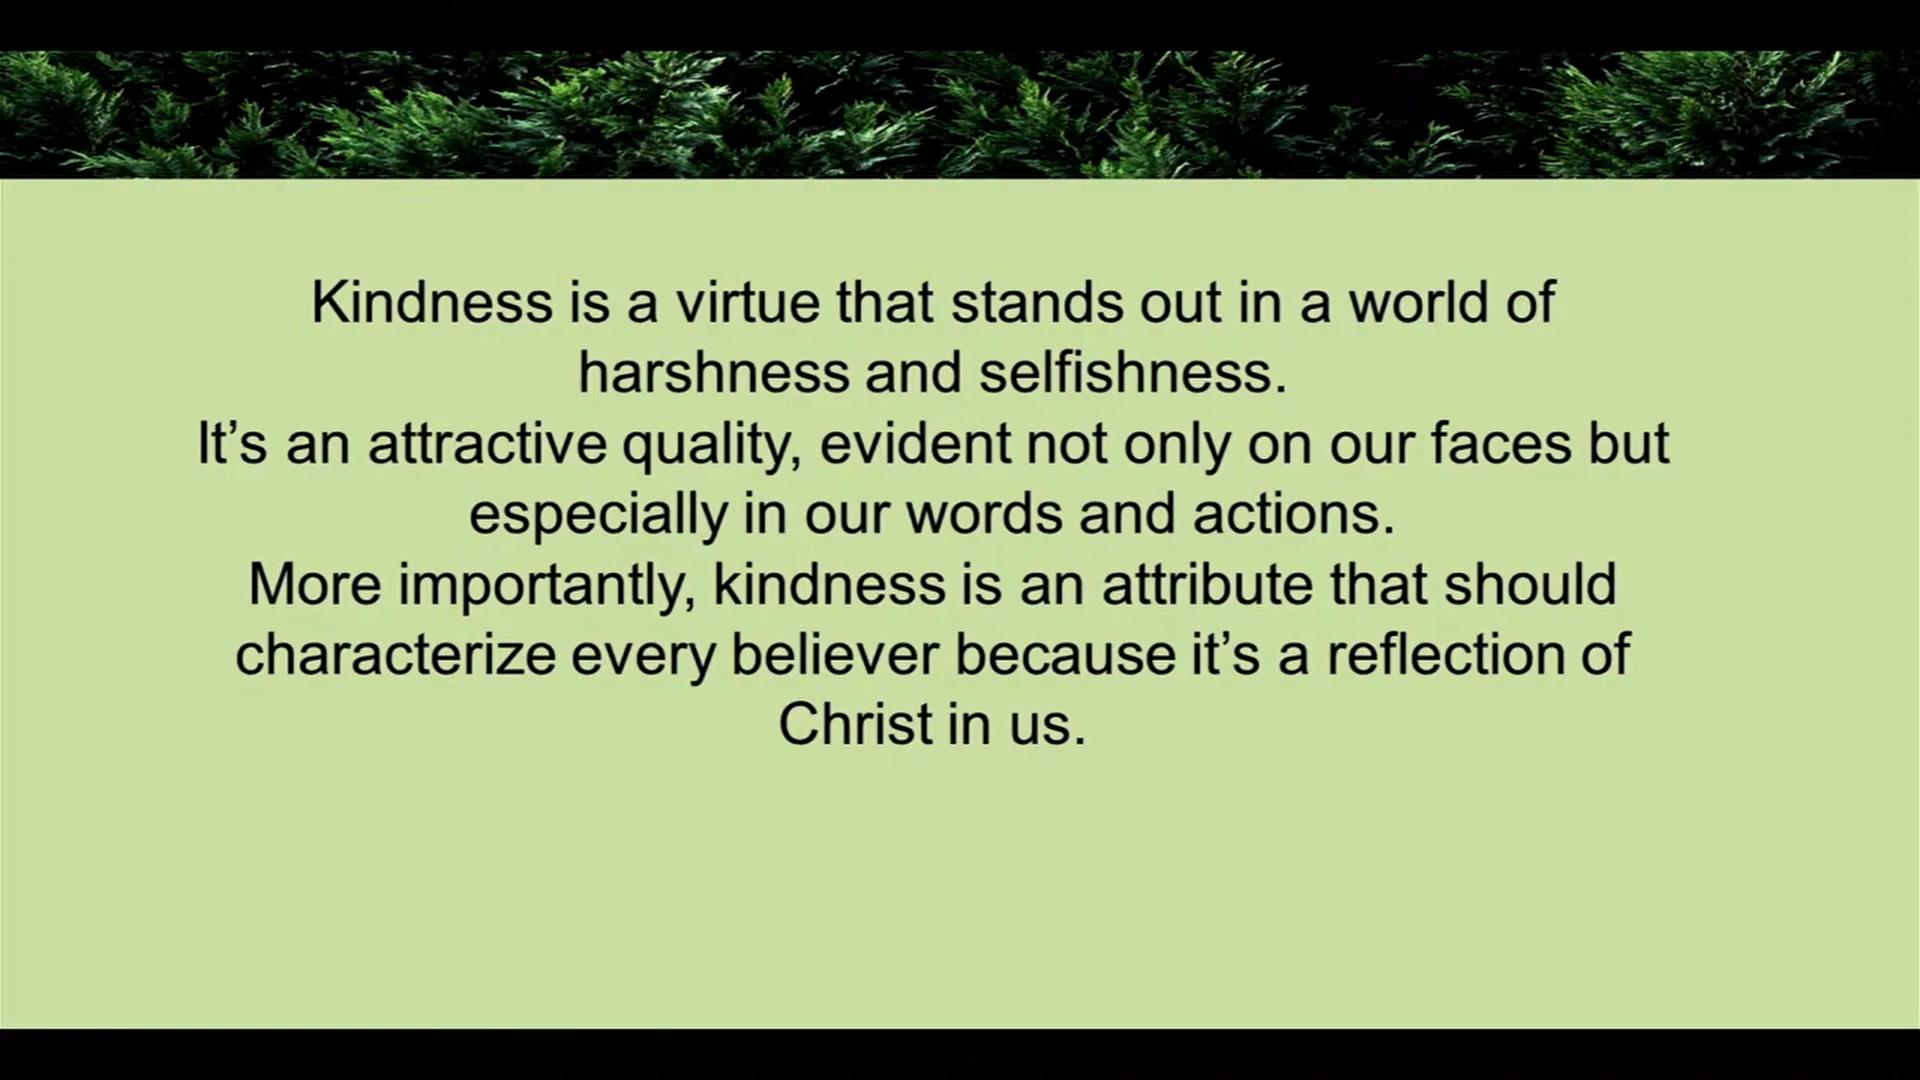 Kindness is a virtue that stands out in a world of
harshness and selfishness.
It’s an attractive quality, evident not only on our faces but
especially in our words and actions.
More importantly, kindness is an attribute that should
characterize every believer because it’s a reflection of
Christ in us.